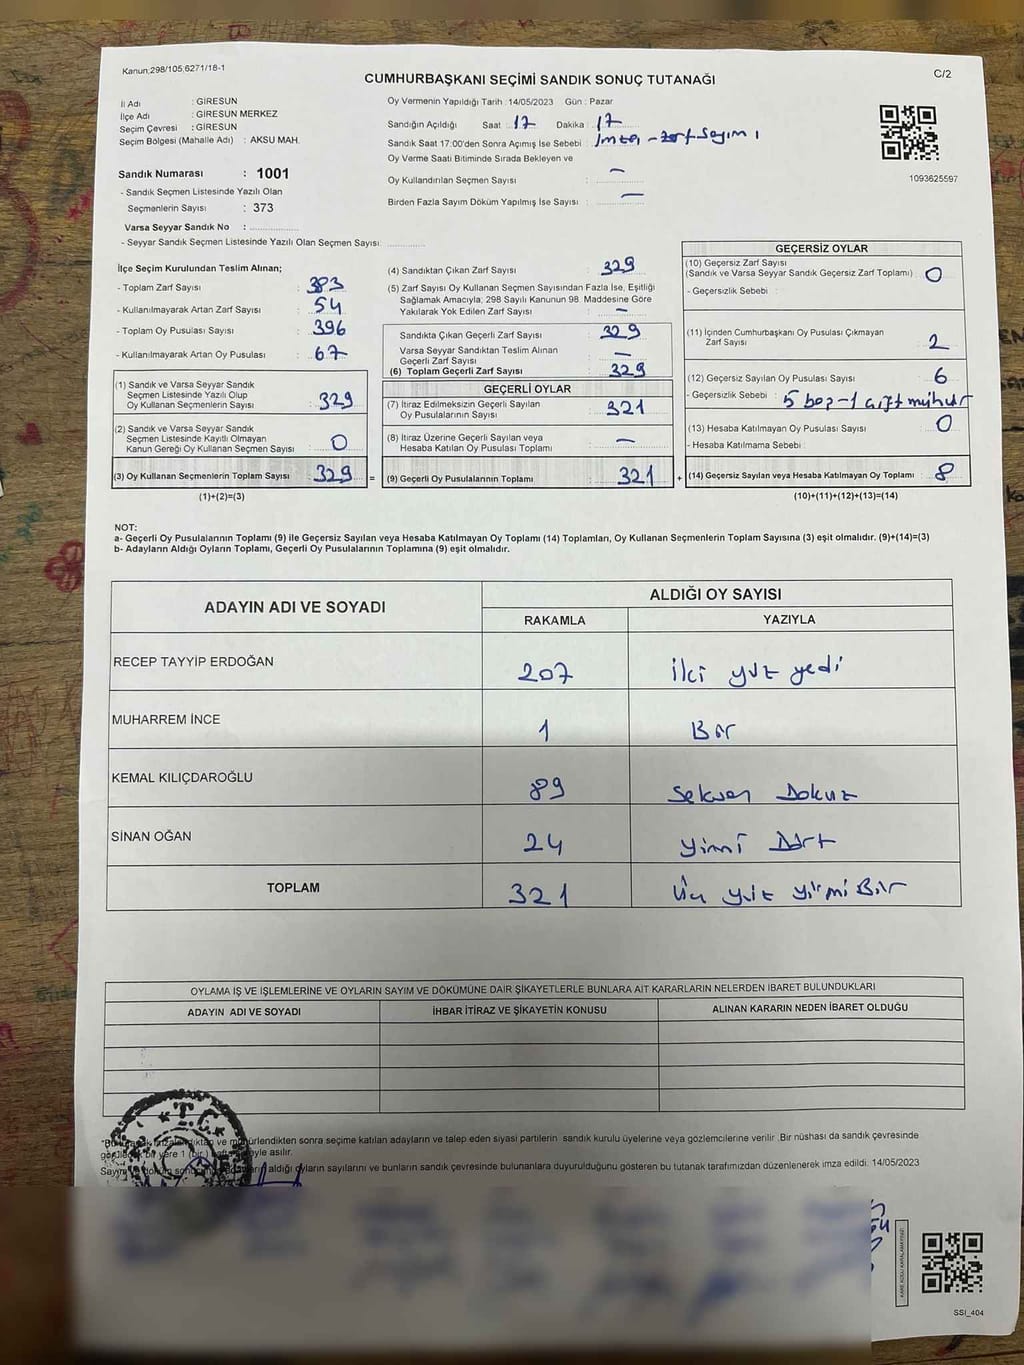 Kanun;298/105,6271/18-1
CUMHURBAŞKANI SEÇİMİ SANDIK SONUÇ TUTANAĞI
C/2
İl Adı : GİRESUN
İlçe Adı : GİRESUN MERKEZ
Seçim Çevresi : GİRESUN
Seçim Bölgesi (Mahalle Adı) : AKSU MAH.
Sandık Numarası : 1001
- Sandık Seçmen Listesinde Yazılı Olan
Seçmenlerin Sayısı : 373
Varsa Seyyar Sandık No :
- Seyyar Sandık Seçmen Listesinde Yazılı Olan Seçmen Sayısı:
Oy Vermenin Yapıldığı Tarih : 14/05/2023 Gün : Pazar
Sandığın Açıldığı Saat : 17 Dakika : 17
Sandık Saat 17:00'den Sonra Açımış İse Sebebi : İmza - zarf Sayımı
Oy Verme Saati Bitiminde Sırada Bekleyen ve
Oy Kullandırılan Seçmen Sayısı : —
Birden Fazla Sayım Döküm Yapılmış İse Sayısı : —
1093625597
İlçe Seçim Kurulundan Teslim Alınan;
- Toplam Zarf Sayısı : 383
- Kullanılmayarak Artan Zarf Sayısı : 54
- Toplam Oy Pusulası Sayısı : 396
- Kullanılmayarak Artan Oy Pusulası : 67
(1) Sandık ve Varsa Seyyar Sandık
Seçmen Listesinde Yazılı Olup
Oy Kullanan Seçmenlerin Sayısı : 329
(2) Sandık ve Varsa Seyyar Sandık
Seçmen Listesinde Kayıtlı Olmayan
Kanun Gereği Oy Kullanan Seçmen Sayısı : 0
(3) Oy Kullanan Seçmenlerin Toplam Sayısı : 329 =
(1)+(2)=(3)
(4) Sandıktan Çıkan Zarf Sayısı : 329
(5) Zarf Sayısı Oy Kullanan Seçmen Sayısından Fazla İse, Eşitliği
Sağlamak Amacıyla; 298 Sayılı Kanunun 98. Maddesine Göre
Yakılarak Yok Edilen Zarf Sayısı : —
Sandıkta Çıkan Geçerli Zarf Sayısı : 329
Varsa Seyyar Sandıktan Teslim Alınan
Geçerli Zarf Sayısı : —
(6) Toplam Geçerli Zarf Sayısı : 329
GEÇERLİ OYLAR
(7) İtiraz Edilmeksizin Geçerli Sayılan
Oy Pusulalarının Sayısı : 321
(8) İtiraz Üzerine Geçerli Sayılan veya
Hesaba Katılan Oy Pusulası Toplamı : —
(9) Geçerli Oy Pusulalarının Toplamı : 321 +
GEÇERSİZ OYLAR
(10) Geçersiz Zarf Sayısı
(Sandık ve Varsa Seyyar Sandık Geçersiz Zarf Toplamı) : 0
- Geçersizlik Sebebi :
(11) İçinden Cumhurbaşkanı Oy Pusulası Çıkmayan
Zarf Sayısı : 2
(12) Geçersiz Sayılan Oy Pusulası Sayısı : 6
- Geçersizlik Sebebi : 5 boş - 1 çift mühür
(13) Hesaba Katılmayan Oy Pusulası Sayısı : 0
- Hesaba Katılmama Sebebi :
(14) Geçersiz Sayılan veya Hesaba Katılmayan Oy Toplamı : 8
(10)+(11)+(12)+(13)=(14)
NOT:
a- Geçerli Oy Pusulalarının Toplamı (9) ile Geçersiz Sayılan veya Hesaba Katılmayan Oy Toplamı (14) Toplamları, Oy Kullanan Seçmenlerin Toplam Sayısına (3) eşit olmalıdır. (9)+(14)=(3)
b- Adayların Aldığı Oyların Toplamı, Geçerli Oy Pusulalarının Toplamına (9) eşit olmalıdır.
ADAYIN ADI VE SOYADI
ALDIĞI OY SAYISI
RAKAMLA YAZIYLA
RECEP TAYYİP ERDOĞAN 207 iki yüz yedi
MUHARREM İNCE 1 Bir
KEMAL KILIÇDAROĞLU 89 Seksen Dokuz
SİNAN OĞAN 24 Yirmi Dört
TOPLAM 321 Üç yüz yirmi Bir
OYLAMA İŞ VE İŞLEMLERİNE VE OYLARIN SAYIM VE DÖKÜMÜNE DAİR ŞİKAYETLERLE BUNLARA AİT KARARLARIN NELERDEN İBARET BULUNDUKLARI
ADAYIN ADI VE SOYADI İHBAR İTİRAZ VE ŞİKAYETİN KONUSU ALINAN KARARIN NEDEN İBARET OLDUĞU
T.C.
ve mühürlendikten sonra seçime katılan adayların ve talep eden siyasi partilerin sandık kurulu üyelerine veya gözlemcilerine verilir .Bir nüshası da sandık çevresinde
bir yere 1 (bir) hafta süreyle asılır.
aldığı oyların sayılarını ve bunların sandık çevresinde bulunanlara duyurulduğunu gösteren bu tutanak tarafımızdan düzenlenerek imza edildi. 14/05/2023
SSI_404